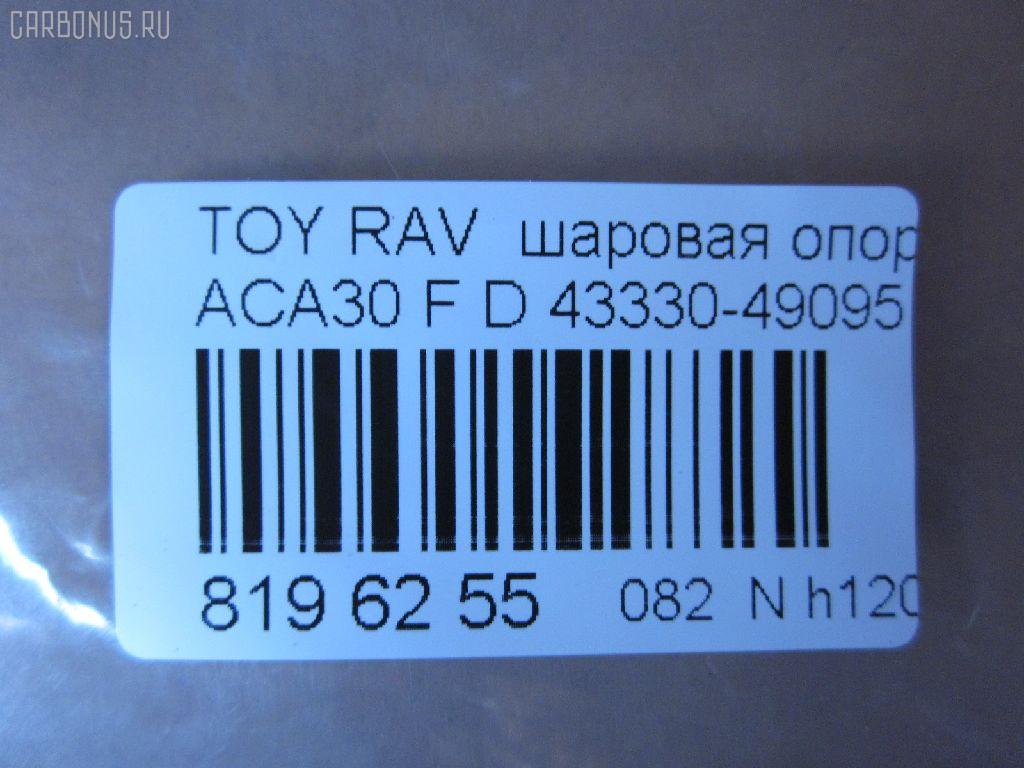 CARBONUS.RU
TOY RAV шаровая опор
ACA30 F D 43330-49095
819 62 55 082 N h120